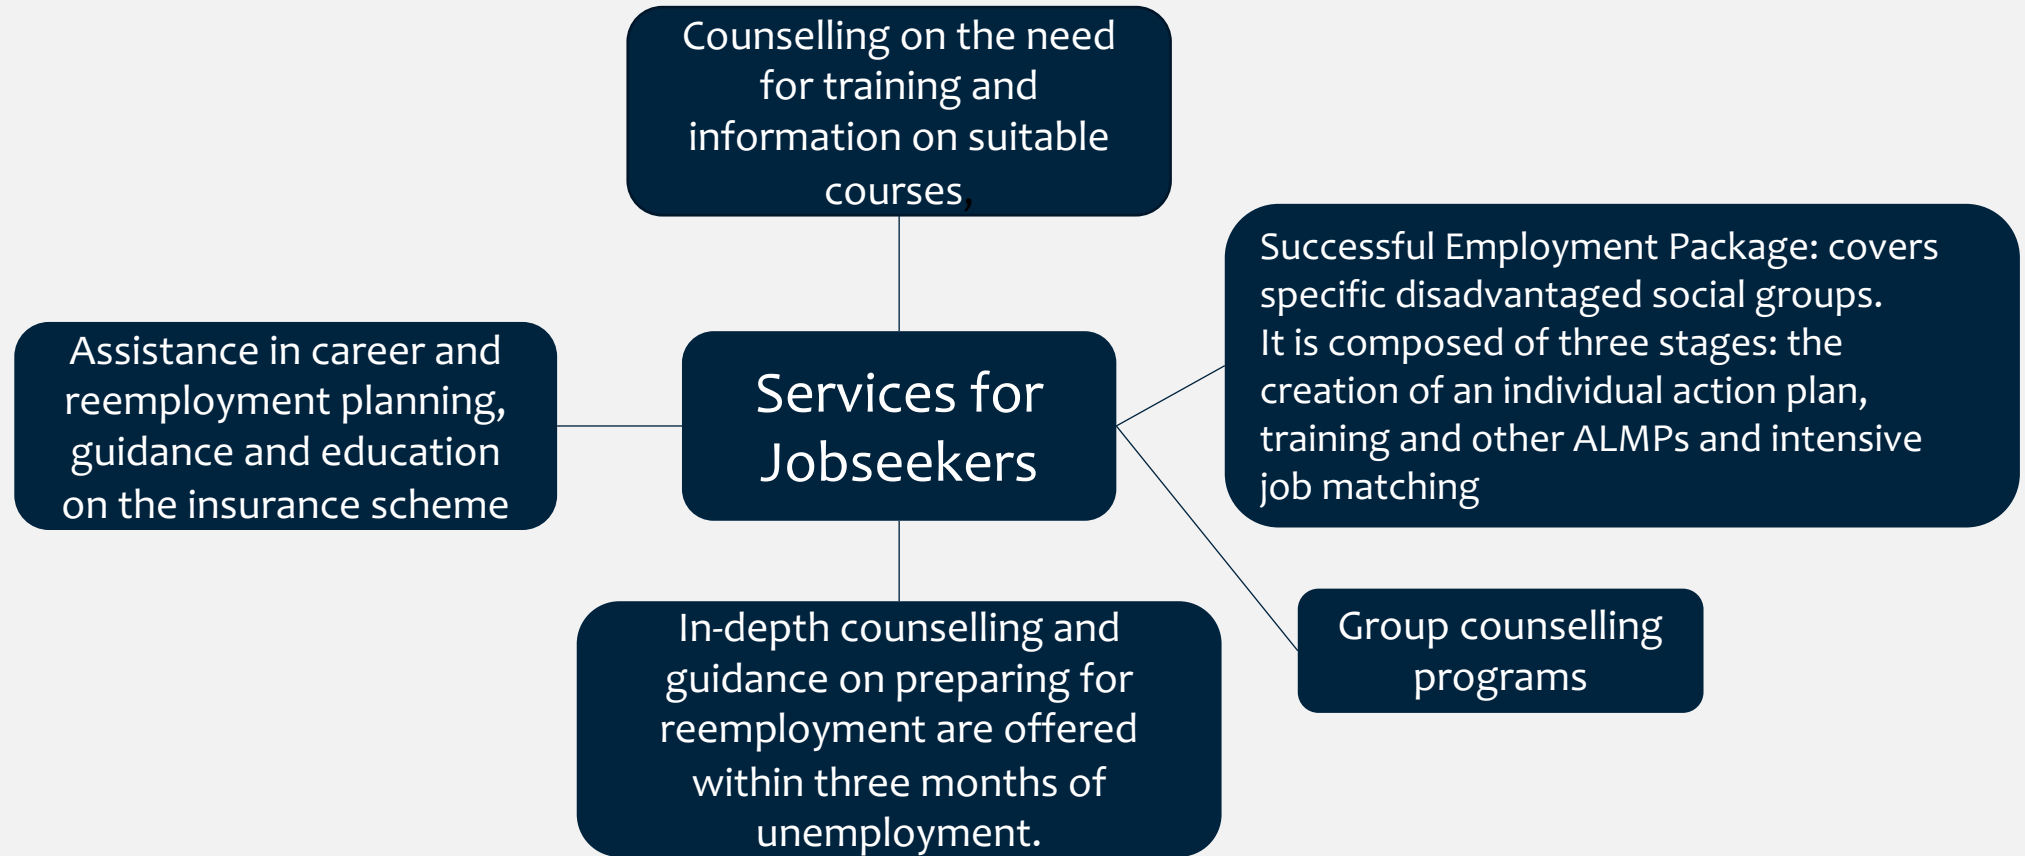 Counselling on the need
for training and
information on suitable
courses,
Successful Employment Package: covers
specific disadvantaged social groups.
It is composed of three stages: the
creation of an individual action plan,
training and other ALMPs and intensive
job matching
Assistance in career and
reemployment planning,
guidance and education
on the insurance scheme
Services for
Jobseekers
In-depth counselling and
guidance on preparing for
reemployment are offered
within three months of
unemployment.
Group counselling
programs